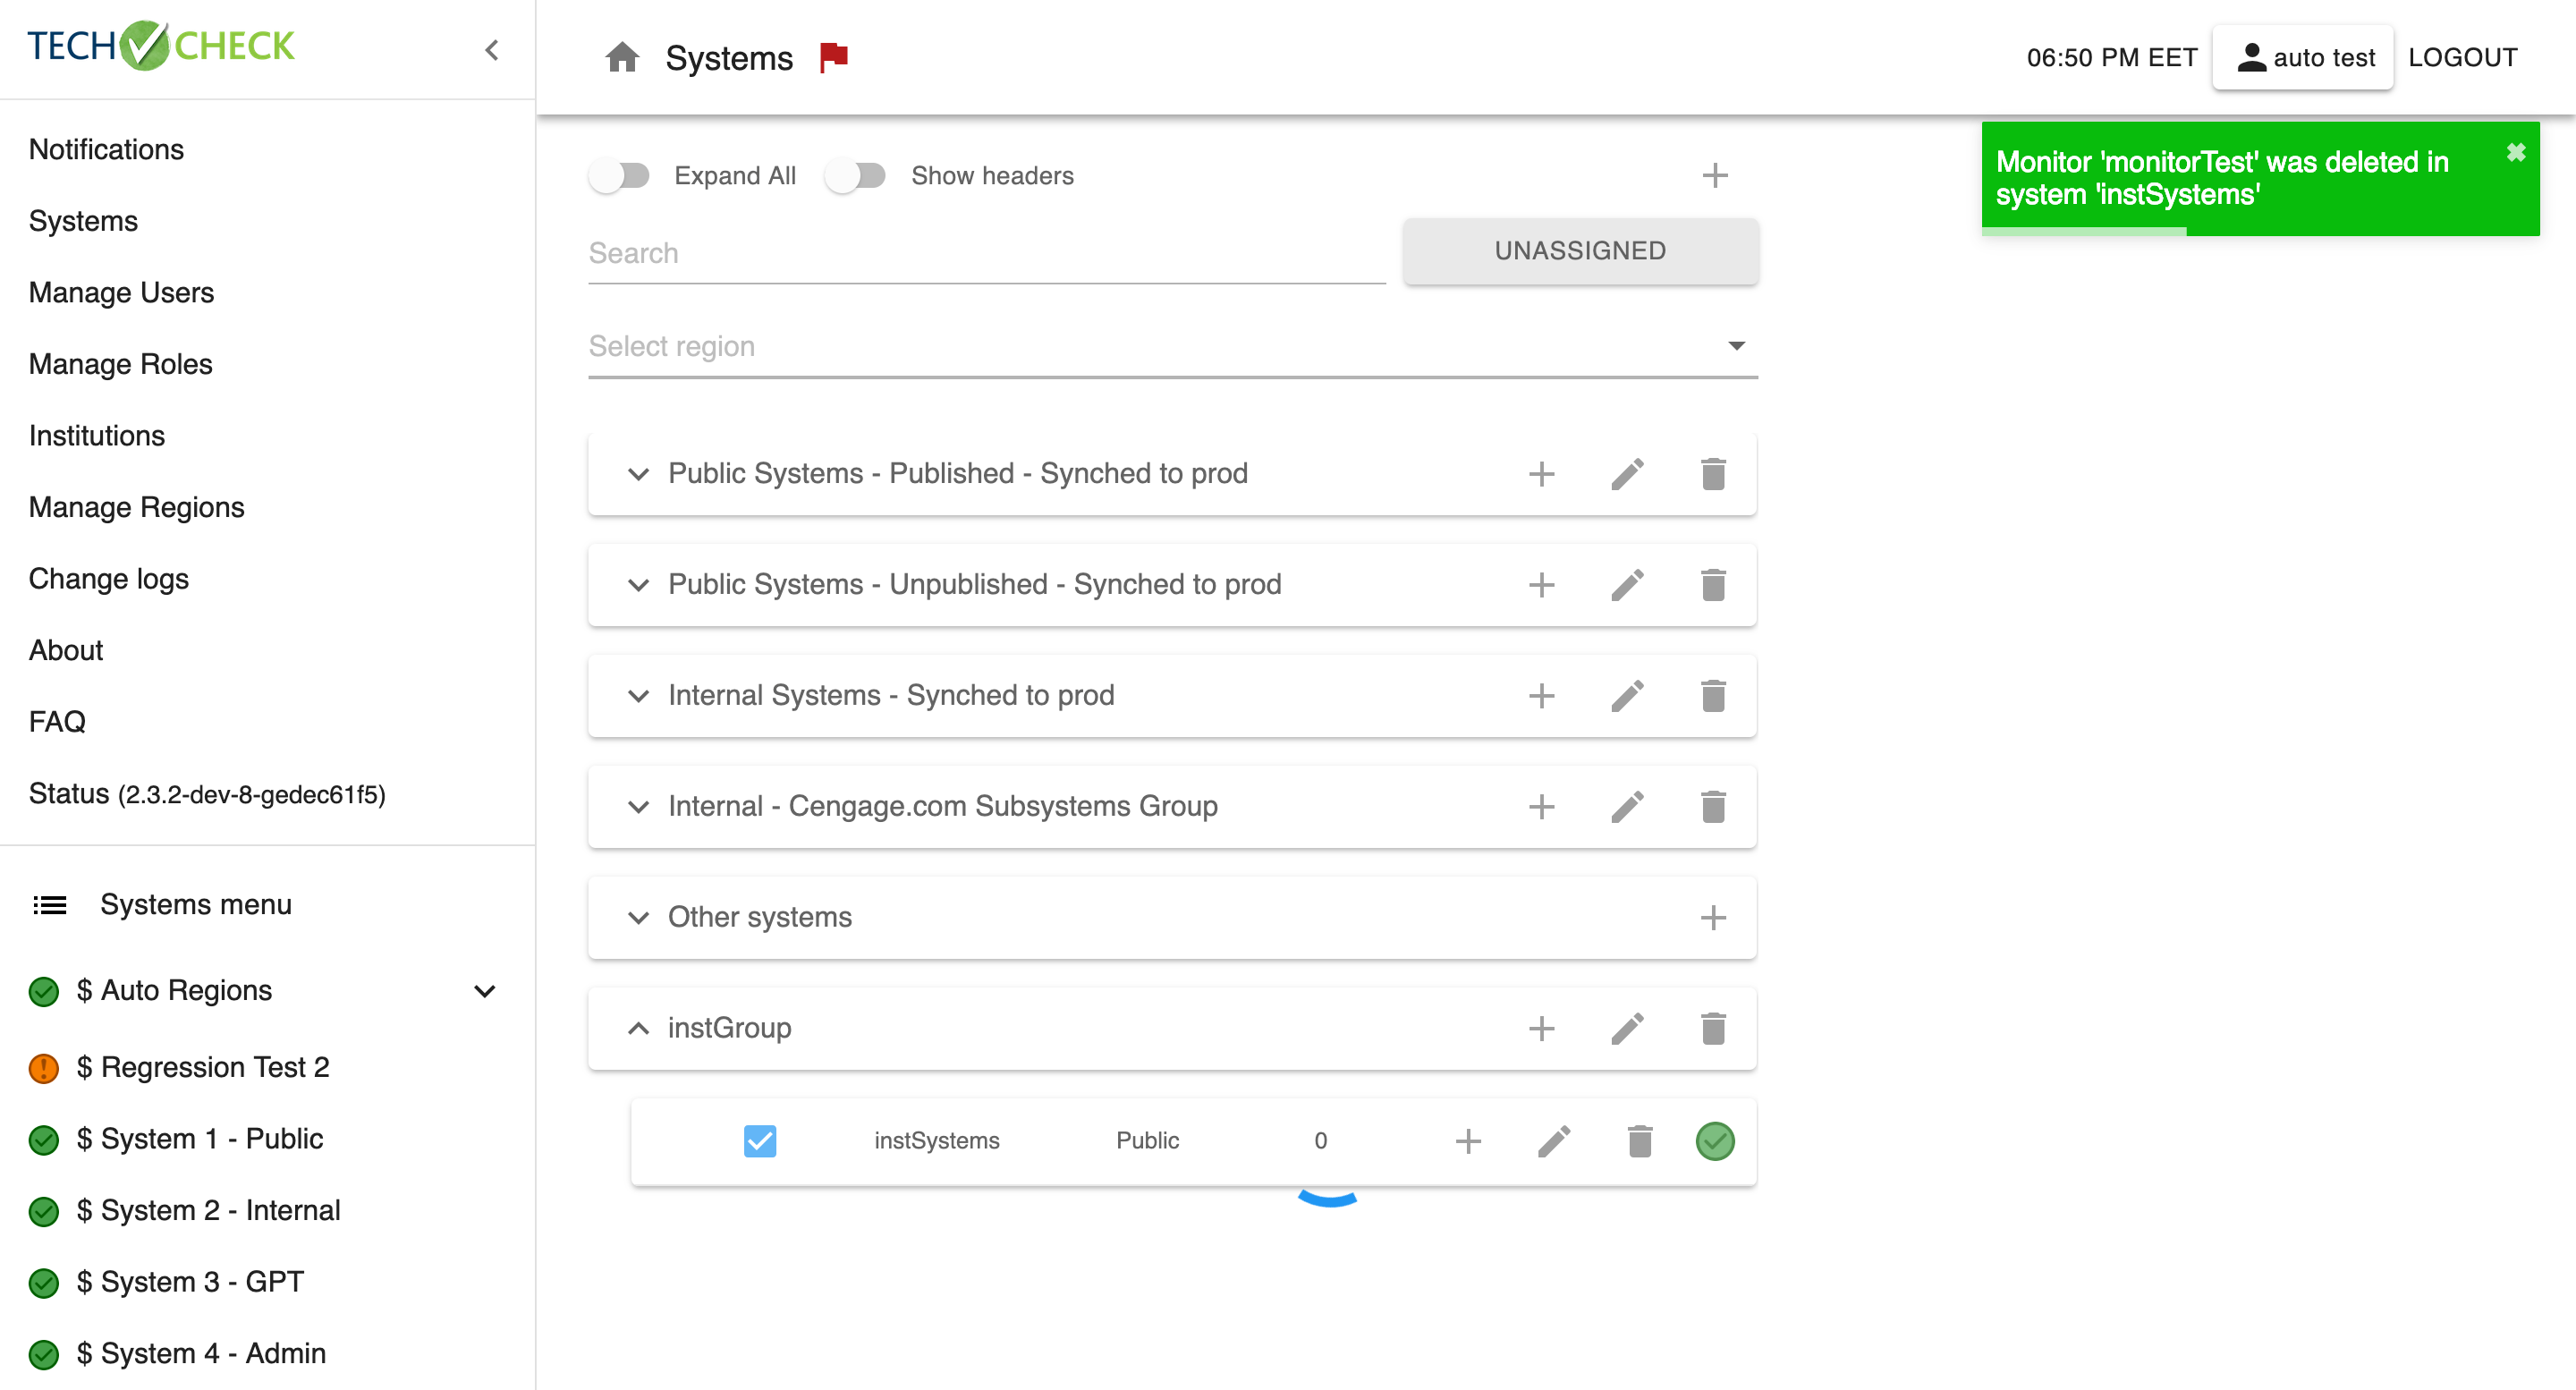 TECH CHECK
Notifications
Systems
Manage Users
Manage Roles
Institutions
Manage Regions
Change logs
About
FAQ
Status (2.3.2-dev-8-gedec61f5)
Systems menu
$ Auto Regions
$ Regression Test 2
$ System 1 - Public
$ System 2 - Internal
$ System 3 - GPT
$ System 4 - Admin
Systems
06:50 PM EET
auto test
LOGOUT
Monitor 'monitorTest' was deleted in
system 'instSystems'
Expand All
Show headers
Search
UNASSIGNED
Select region
Public Systems - Published - Synched to prod
Public Systems - Unpublished - Synched to prod
Internal Systems - Synched to prod
Internal - Cengage.com Subsystems Group
Other systems
instGroup
instSystems Public 0